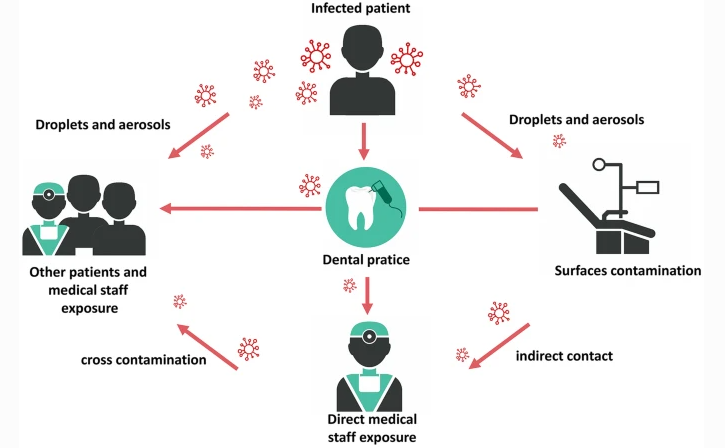 Infected patient
Droplets and aerosols
Droplets and aerosols
Other patients and
medical staff
exposure
Dental pratice
Surfaces contamination
cross contamination
indirect contact
Direct medical
staff exposure